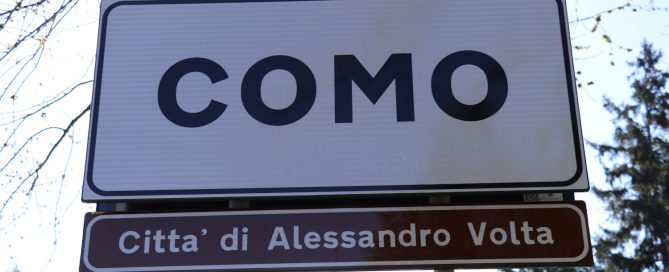 COMO
Citta' di Alessandro Volta